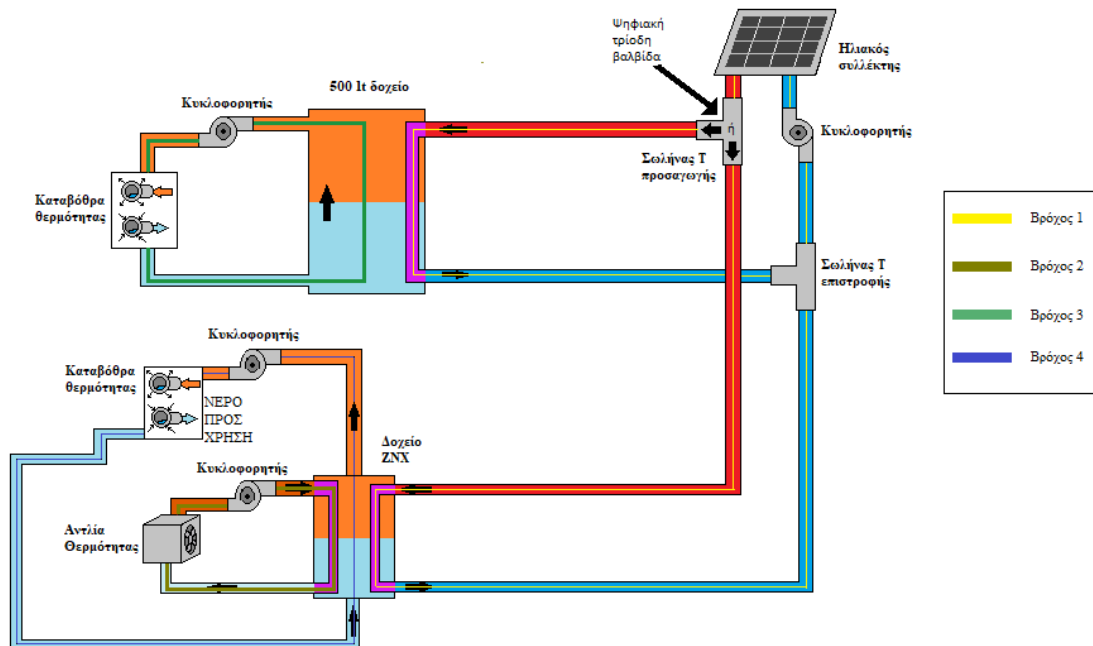 Ψηφιακή
τρίοδη
βαλβίδα
Ηλιακός
συλλέκτης
500 lt δοχείο
Κυκλοφορητής
Κυκλοφορητής
ή
Σωλήνας Τ
προσαγωγής
Καταβόθρα
θερμότητας
Σωλήνας Τ
επιστροφής
Βρόχος 1
Βρόχος 2
Βρόχος 3
Βρόχος 4
Κυκλοφορητής
Καταβόθρα
θερμότητας
ΝΕΡΟ
ΠΡΟΣ
ΧΡΗΣΗ
Δοχείο
ΖΝΧ
Κυκλοφορητής
Αντλία
Θερμότητας